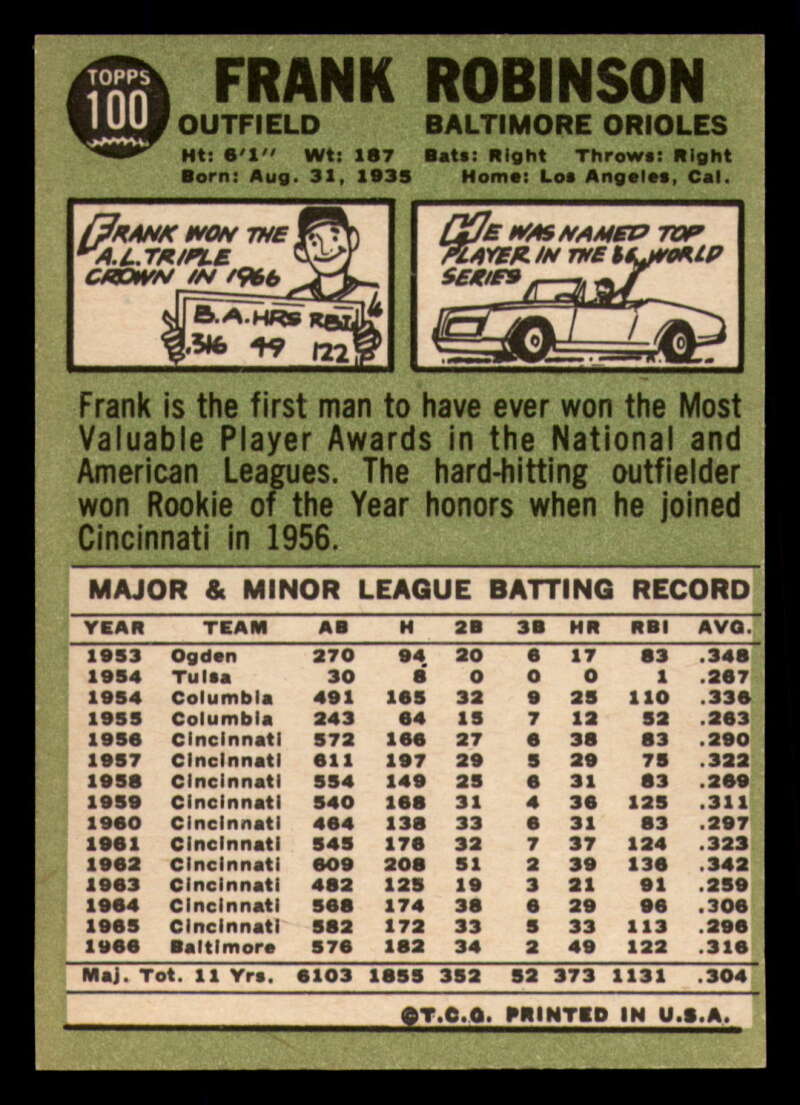 TOPPS
100
FRANK ROBINSON
OUTFIELD BALTIMORE ORIOLES
Ht: 6'1" Wt: 187 Bats: Right Throws: Right
Born: Aug. 31, 1935 Home: Los Angeles, Cal.
FRANK WON THE
A.L. TRIPLE
CROWN IN 1966
B.A. HRS RBI
.316 49 122
HE WAS NAMED TOP
PLAYER IN THE 66 WORLD
SERIES
Frank is the first man to have ever won the Most
Valuable Player Awards in the National and
American Leagues. The hard-hitting outfielder
won Rookie of the Year honors when he joined
Cincinnati in 1956.
MAJOR & MINOR LEAGUE BATTING RECORD
YEAR TEAM AB H 2B 3B HR RBI AVG.
1953 Ogden 270 94 20 6 17 83 .348
1954 Tulsa 30 8 0 0 0 1 .267
1954 Columbia 491 165 32 9 25 110 .336
1955 Columbia 243 64 15 7 12 52 .263
1956 Cincinnati 572 166 27 6 38 83 .290
1957 Cincinnati 611 197 29 5 29 75 .322
1958 Cincinnati 554 149 25 6 31 83 .269
1959 Cincinnati 540 168 31 4 36 125 .311
1960 Cincinnati 464 138 33 6 31 83 .297
1961 Cincinnati 545 176 32 7 37 124 .323
1962 Cincinnati 609 208 51 2 39 136 .342
1963 Cincinnati 482 125 19 3 21 91 .259
1964 Cincinnati 568 174 38 6 29 96 .306
1965 Cincinnati 582 172 33 5 33 113 .296
1966 Baltimore 576 182 34 2 49 122 .316
Maj. Tot. 11 Yrs. 6103 1855 352 52 373 1131 .304
©T.C.G. PRINTED IN U.S.A.